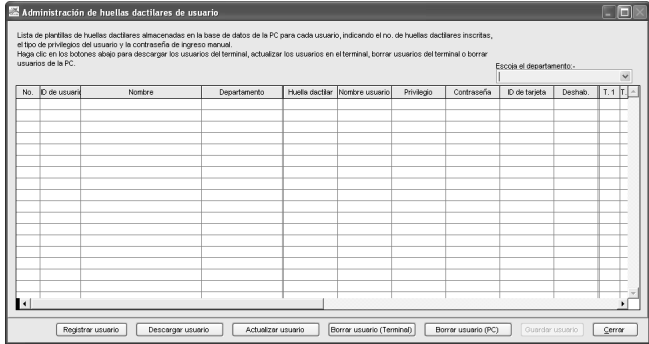 Administración de huellas dactilares de usuario
Lista de plantillas de huellas dactilares almacenadas en la base de datos de la PC para cada usuario, indicando el no. de huellas dactilares inscritas,
el tipo de privilegios del usuario y la contraseña de ingreso manual.
Haga clic en los botones abajo para descargar los usuarios del terminal, actualizar los usuarios en el terminal, borrar usuarios del terminal o borrar
usuarios de la PC.
Escoja el departamento:-
No. ID de usuari Nombre Departamento Huella dactilar Nombre usuario Privilegio Contraseña ID de tarjeta Deshab. T. 1 T.
Registrar usuario Descargar usuario Actualizar usuario Borrar usuario (Terminal) Borrar usuario (PC) Guardar usuario Cerrar